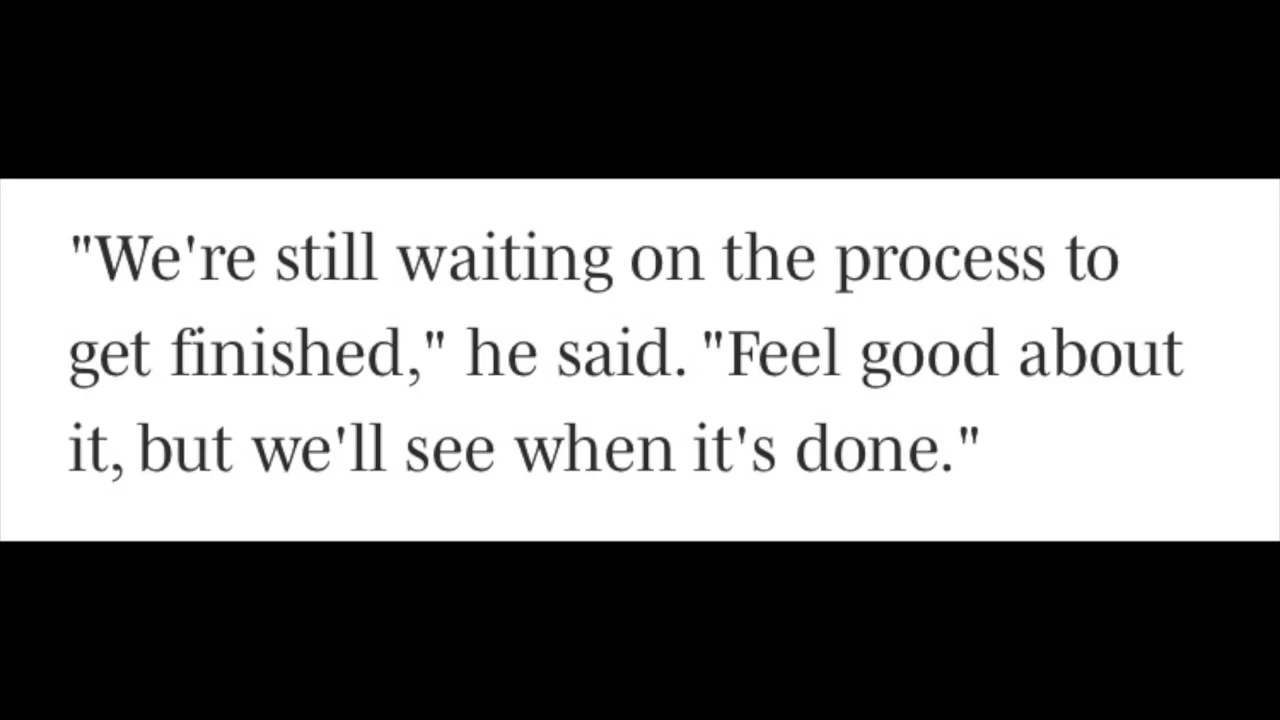 "We're still waiting on the process to
get finished," he said. "Feel good about
it, but we'll see when it's done."